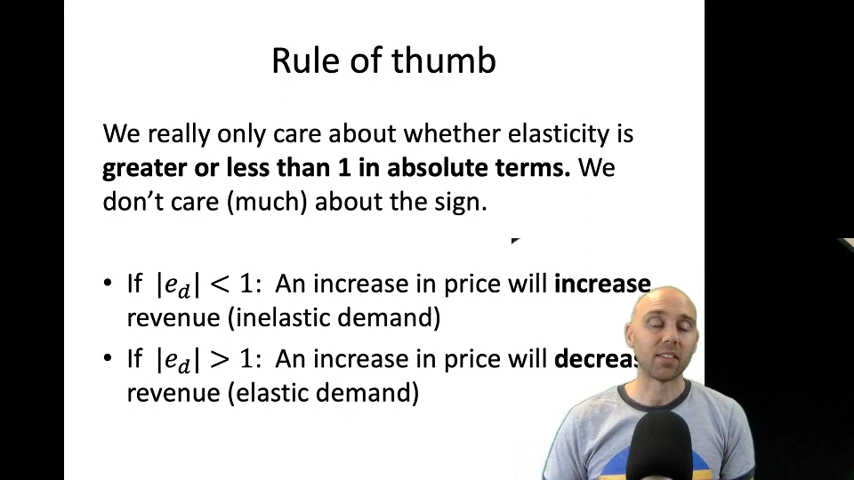 Rule of thumb
We really only care about whether elasticity is
greater or less than 1 in absolute terms. We
don't care (much) about the sign.
• If |e_d| < 1: An increase in price will increase
revenue (inelastic demand)
• If |e_d| > 1: An increase in price will decreas
revenue (elastic demand)